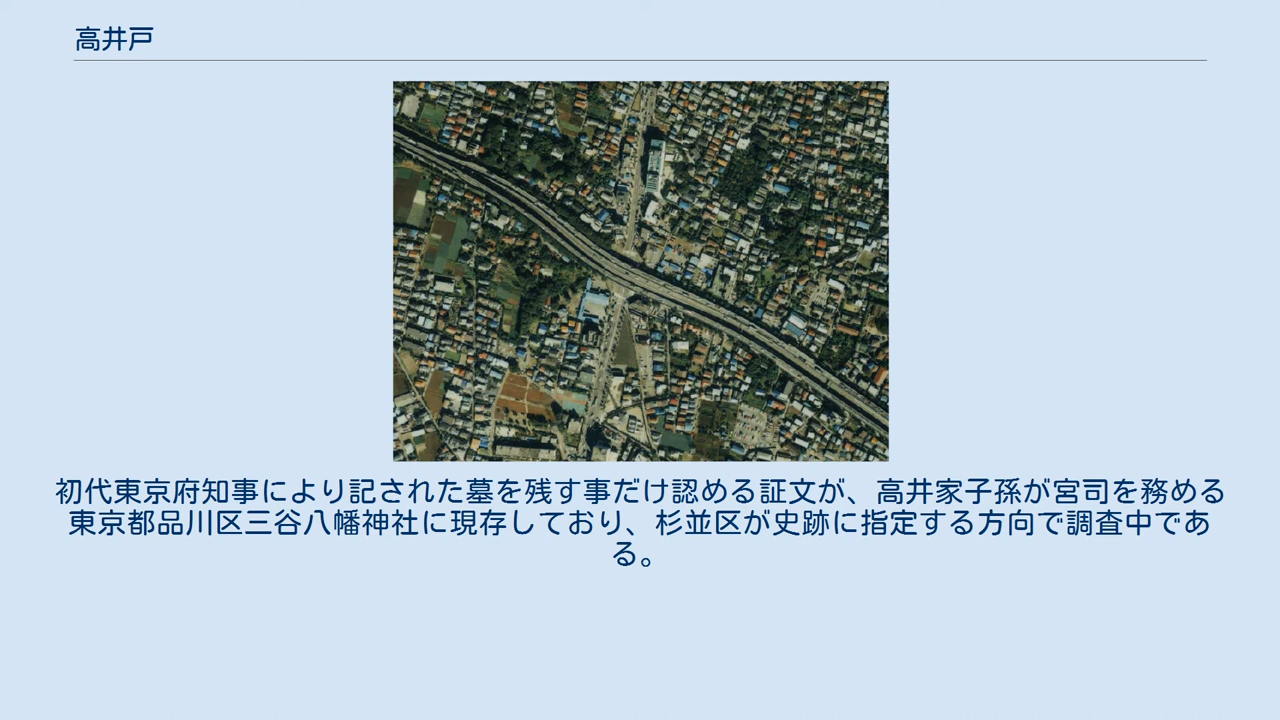 高井戸
初代東京府知事により記された墓を残す事だけ認める証文が、高井家子孫が宮司を務める
東京都品川区三谷八幡神社に現存しており、杉並区が史跡に指定する方向で調査中であ
る。